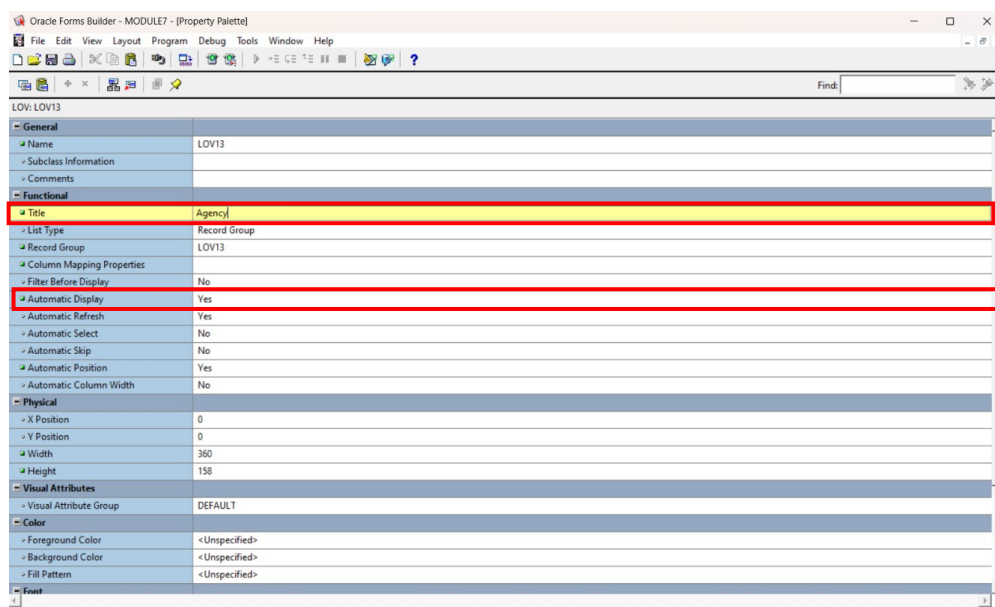 Oracle Forms Builder - MODULE7 - [Property Palette]
File Edit View Layout Program Debug Tools Window Help
Find:
LOV: LOV13
General
Name LOV13
Subclass Information
Comments
Functional
Title Agency
List Type Record Group
Record Group LOV13
Column Mapping Properties
Filter Before Display No
Automatic Display Yes
Automatic Refresh Yes
Automatic Select No
Automatic Skip No
Automatic Position Yes
Automatic Column Width No
Physical
X Position 0
Y Position 0
Width 360
Height 158
Visual Attributes
Visual Attribute Group DEFAULT
Color
Foreground Color <Unspecified>
Background Color <Unspecified>
Fill Pattern <Unspecified>
Font